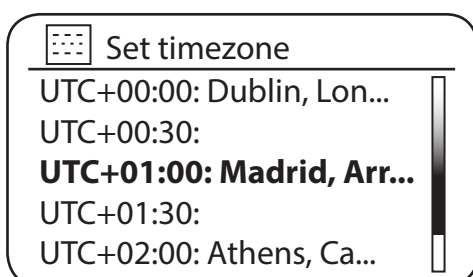 Set timezone
UTC+00:00: Dublin, Lon...
UTC+00:30:
UTC+01:00: Madrid, Arr...
UTC+01:30:
UTC+02:00: Athens, Ca...